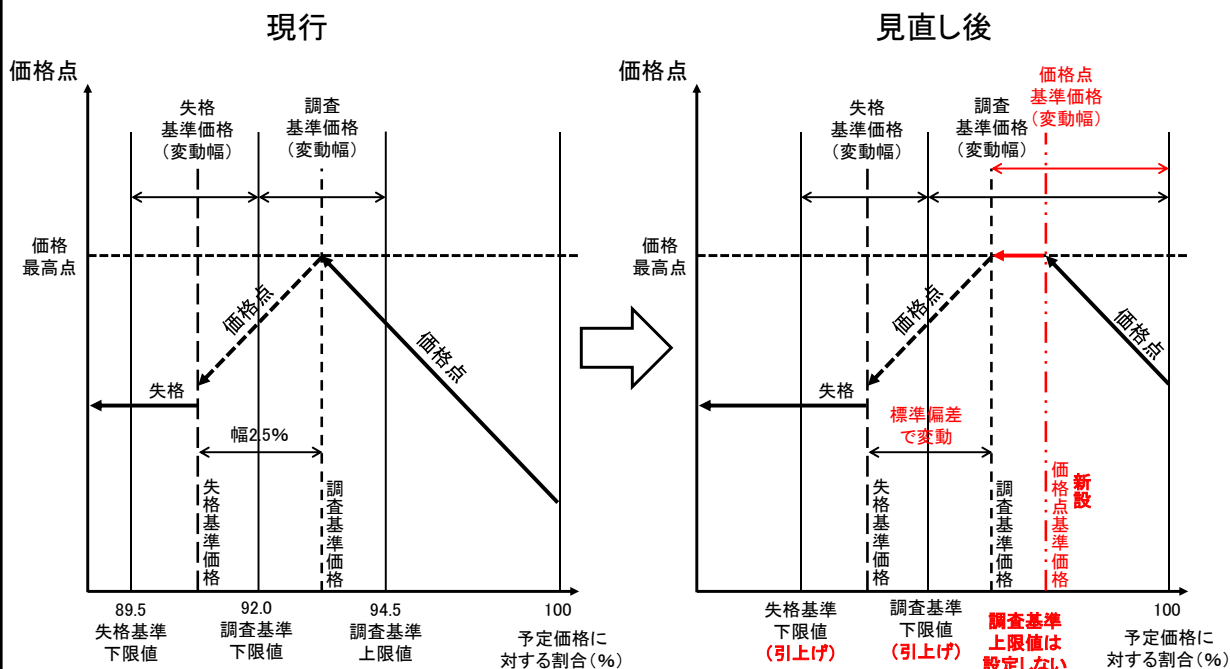 現行
価格点
失格
基準価格
（変動幅）
調査
基準価格
（変動幅）
価格
最高点
価格点
価格点
失格
幅2.5%
失格基準価格
調査基準価格
89.5
失格基準
下限値
92.0
調査基準
下限値
94.5
調査基準
上限値
100
予定価格に
対する割合（%）
見直し後
価格点
失格
基準価格
（変動幅）
調査
基準価格
（変動幅）
価格点
基準価格
（変動幅）
価格
最高点
価格点
価格点
失格
標準偏差
で変動
失格基準価格
調査基準価格
価格点基準価格
新設
失格基準
下限値
（引上げ）
調査基準
下限値
（引上げ）
調査基準
上限値は
設定しない
100
予定価格に
対する割合（%）